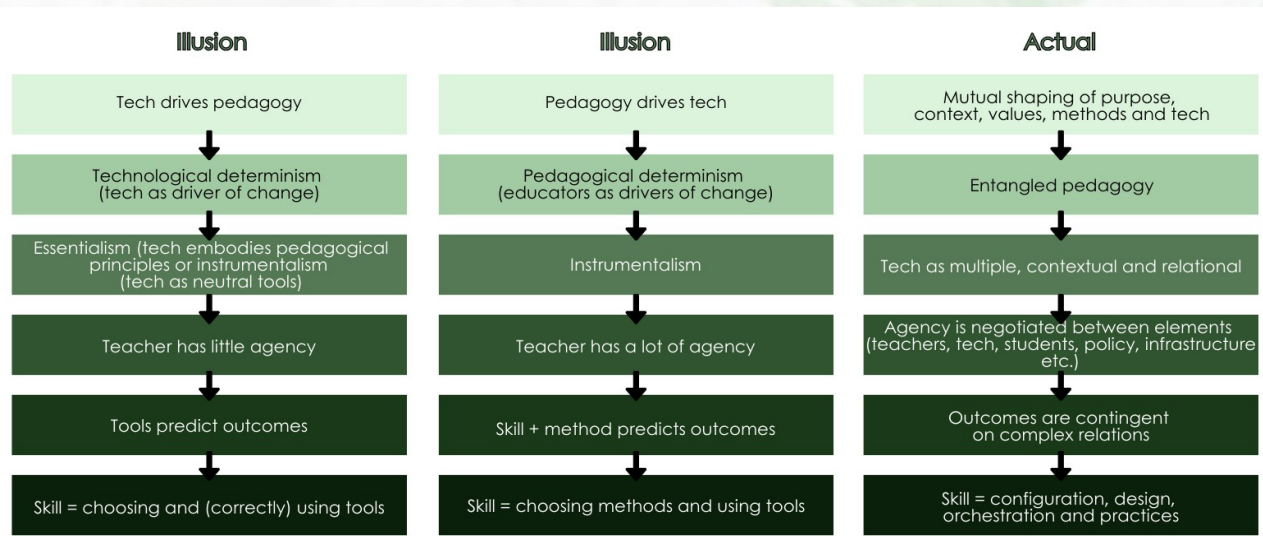 Illusion
Tech drives pedagogy
Technological determinism
(tech as driver of change)
Essentialism (tech embodies pedagogical
principles or instrumentalism
(tech as neutral tools)
Teacher has little agency
Tools predict outcomes
Skill = choosing and (correctly) using tools
Illusion
Pedagogy drives tech
Pedagogical determinism
(educators as drivers of change)
Instrumentalism
Teacher has a lot of agency
Skill + method predicts outcomes
Skill = choosing methods and using tools
Actual
Mutual shaping of purpose,
context, values, methods and tech
Entangled pedagogy
Tech as multiple, contextual and relational
Agency is negotiated between elements
(teachers, tech, students, policy, infrastructure
etc.)
Outcomes are contingent
on complex relations
Skill = configuration, design,
orchestration and practices